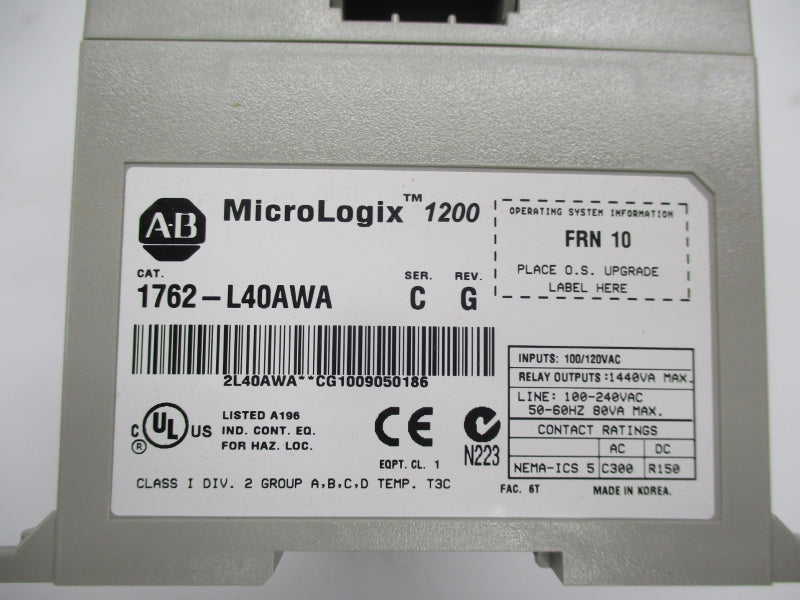 AB
MicroLogix™ 1200
OPERATING SYSTEM INFORMATION
FRN 10
PLACE O.S. UPGRADE
LABEL HERE
CAT.
SER.
REV.
1762-L40AWA
C
G
2L40AWA**CG1009050186
INPUTS: 100/120VAC
RELAY OUTPUTS:1440VA MAX.
LINE: 100-240VAC
50-60HZ 80VA MAX.
CONTACT RATINGS
AC DC
NEMA-ICS 5 C300 R150
C UL US
®
LISTED A196
IND. CONT. EQ.
FOR HAZ. LOC.
CE
EQPT. CL. 1
N223
CLASS I DIV. 2 GROUP A,B,C,D TEMP. T3C
FAC. 6T
MADE IN KOREA.